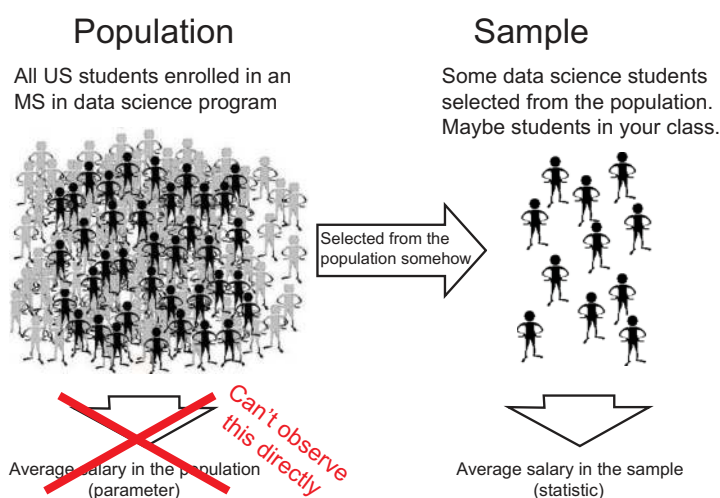 Population
All US students enrolled in an
MS in data science program
Sample
Some data science students
selected from the population.
Maybe students in your class.
Selected from the
population somehow
Can't observe
this directly
Average salary in the population
(parameter)
Average salary in the sample
(statistic)